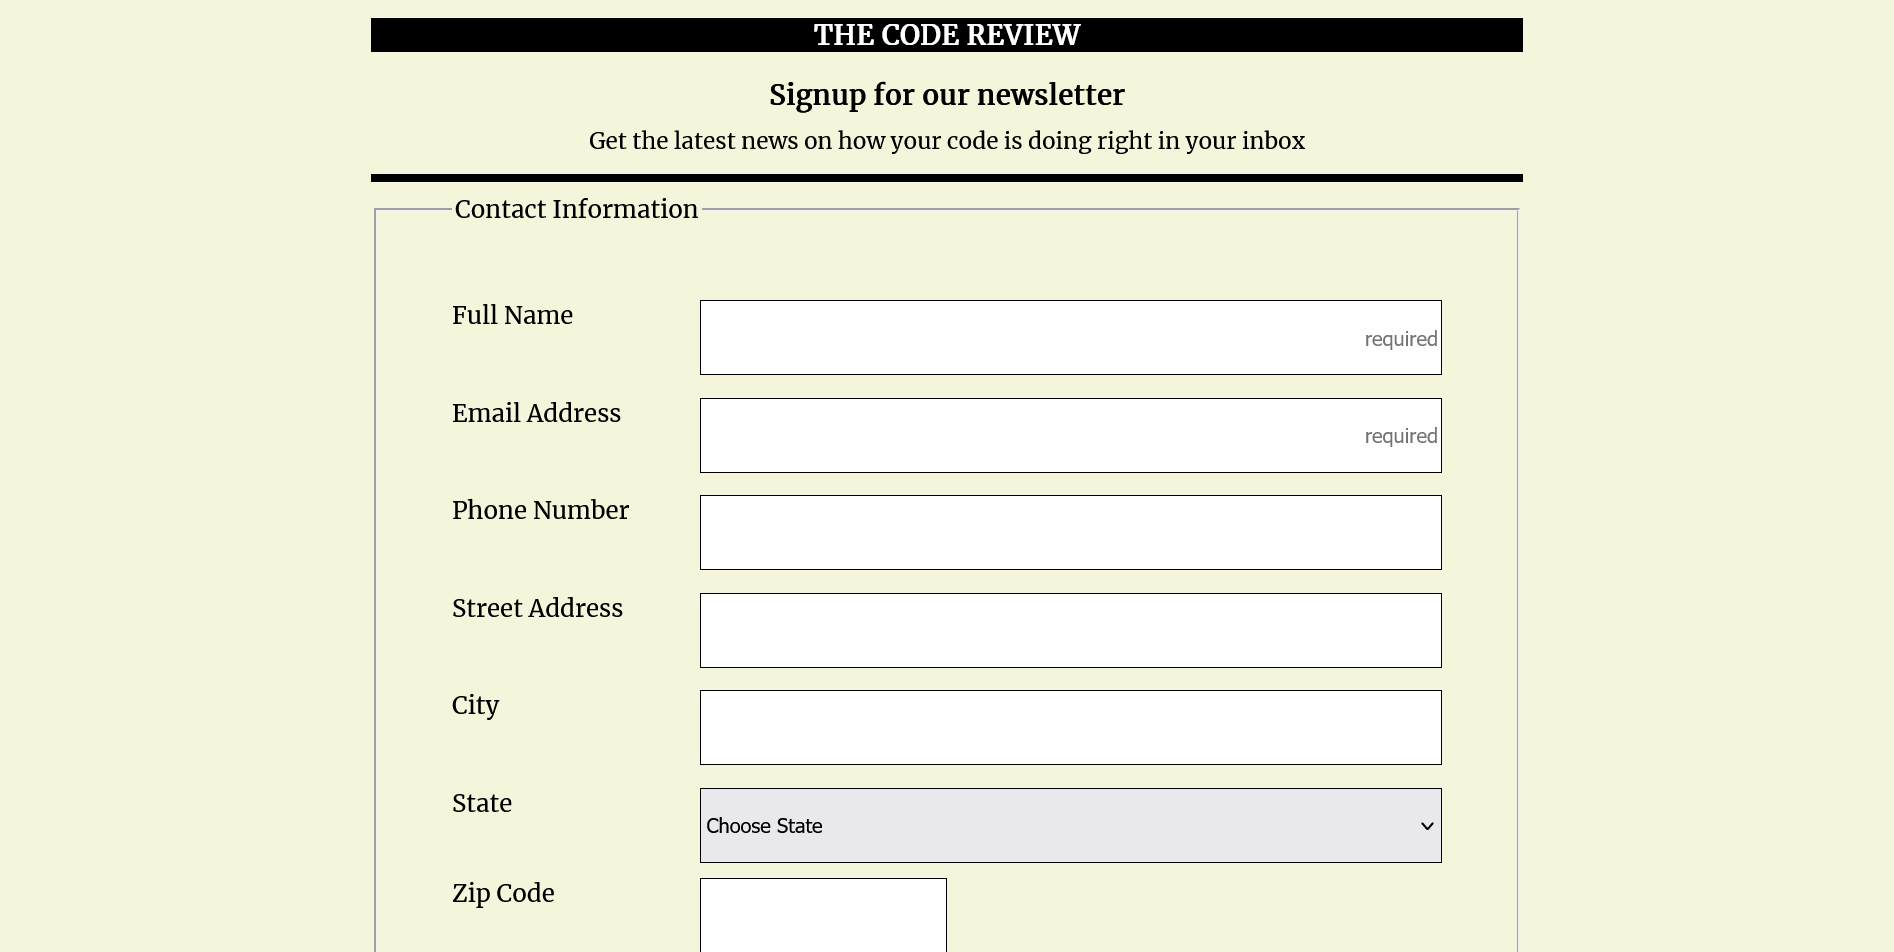 THE CODE REVIEW
Signup for our newsletter
Get the latest news on how your code is doing right in your inbox
Contact Information
Full Name
required
Email Address
required
Phone Number
Street Address
City
State
Choose State
Zip Code